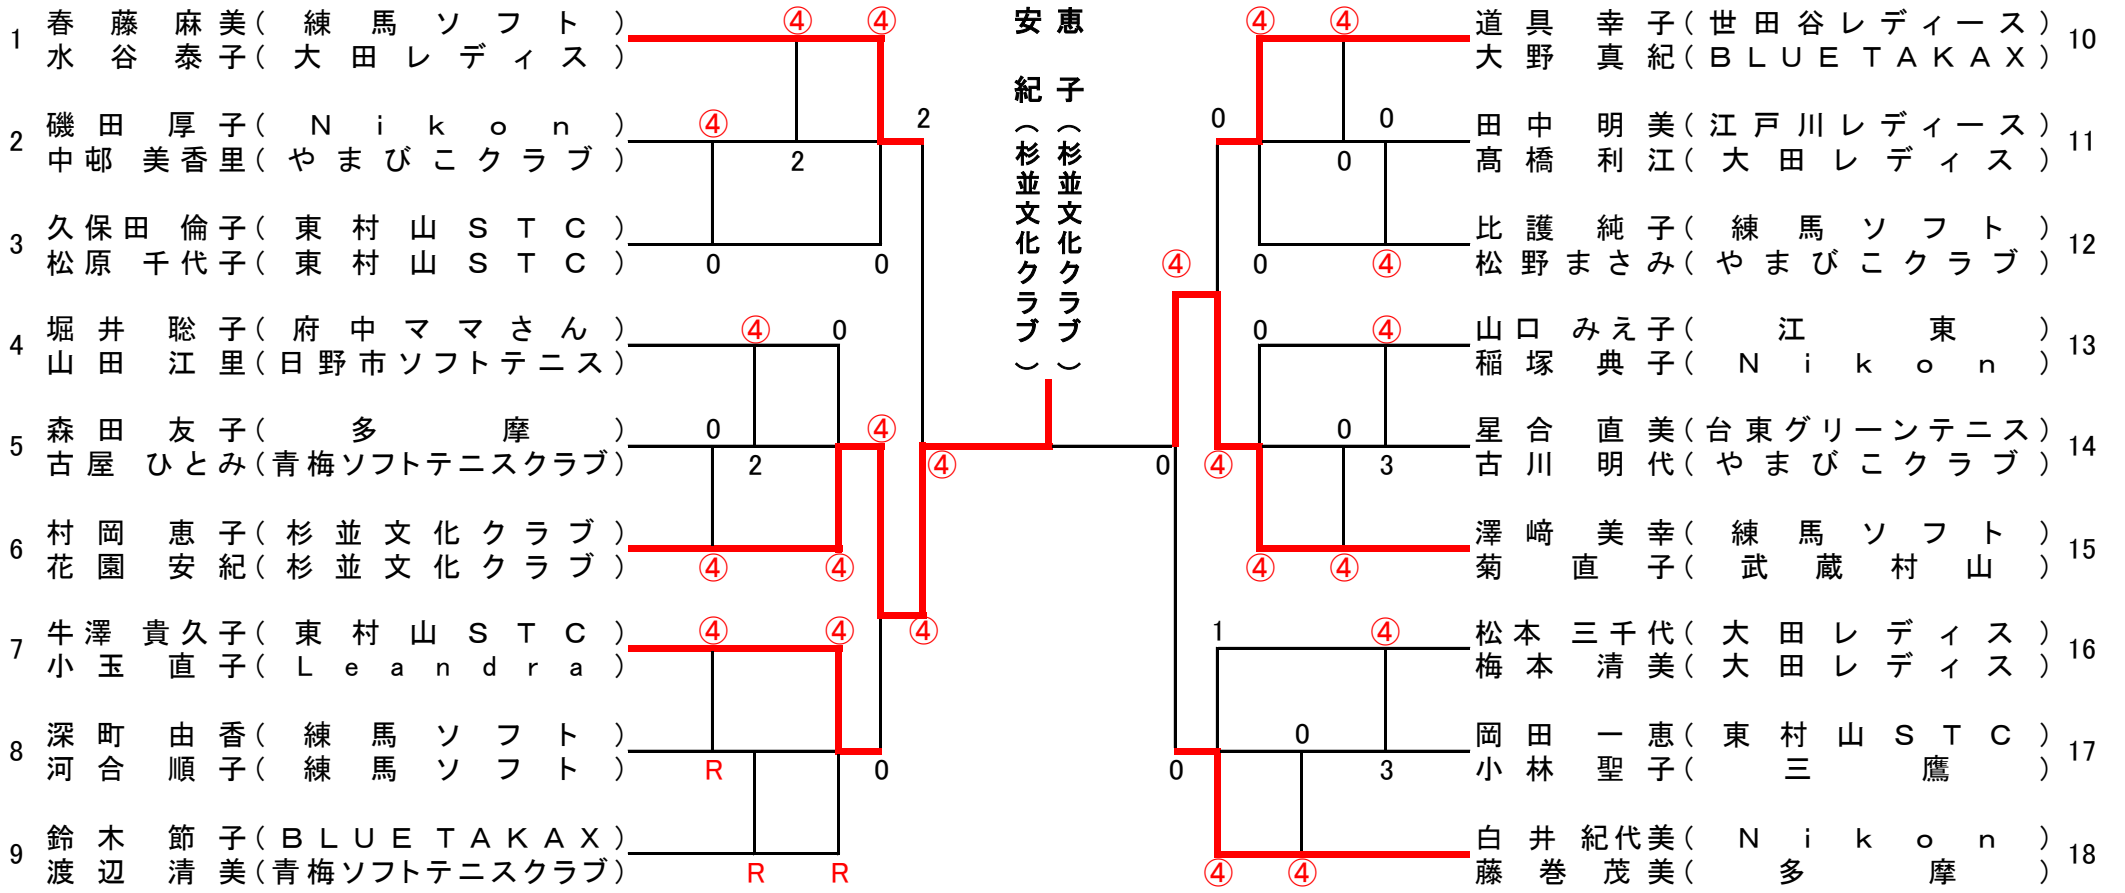 1 春藤麻美(練馬ソフト)
水谷泰子(大田レディス)
2 磯田厚子(Nikon)
中邨美香里(やまびこクラブ)
3 久保田倫子(東村山STC)
松原千代子(東村山STC)
4 堀井聡子(府中ママさん)
山田江里(日野市ソフトテニス)
5 森田友子(多摩)
古屋ひとみ(青梅ソフトテニスクラブ)
6 村岡恵子(杉並文化クラブ)
花園安紀(杉並文化クラブ)
7 牛澤貴久子(東村山STC)
小玉直子(Leandra)
8 深町由香(練馬ソフト)
河合順子(練馬ソフト)
9 鈴木節子(BLUE TAKAX)
渡辺清美(青梅ソフトテニスクラブ)
④ ④
④ 2
2
0 0
④ 0
0 ④
2 ④
④ ④
④ ④ ④
R 0
R R
恵子(杉並文化クラブ)
安紀(杉並文化クラブ)
④ ④
0 0
0
④ 0 ④
0 ④
0
0 ④ 3
④ ④
1 ④
0
0 3
④ ④
道具幸子(世田谷レディース) 10
大野真紀(BLUE TAKAX)
田中明美(江戸川レディース) 11
髙橋利江(大田レディス)
比護純子(練馬ソフト) 12
松野まさみ(やまびこクラブ)
山口みえ子(江東) 13
稲塚典子(Nikon)
星合直美(台東グリーンテニス) 14
古川明代(やまびこクラブ)
澤﨑美幸(練馬ソフト) 15
菊直子(武蔵村山)
松本三千代(大田レディス) 16
梅本清美(大田レディス)
岡田一恵(東村山STC) 17
小林聖子(三鷹)
白井紀代美(Nikon) 18
藤巻茂美(多摩)